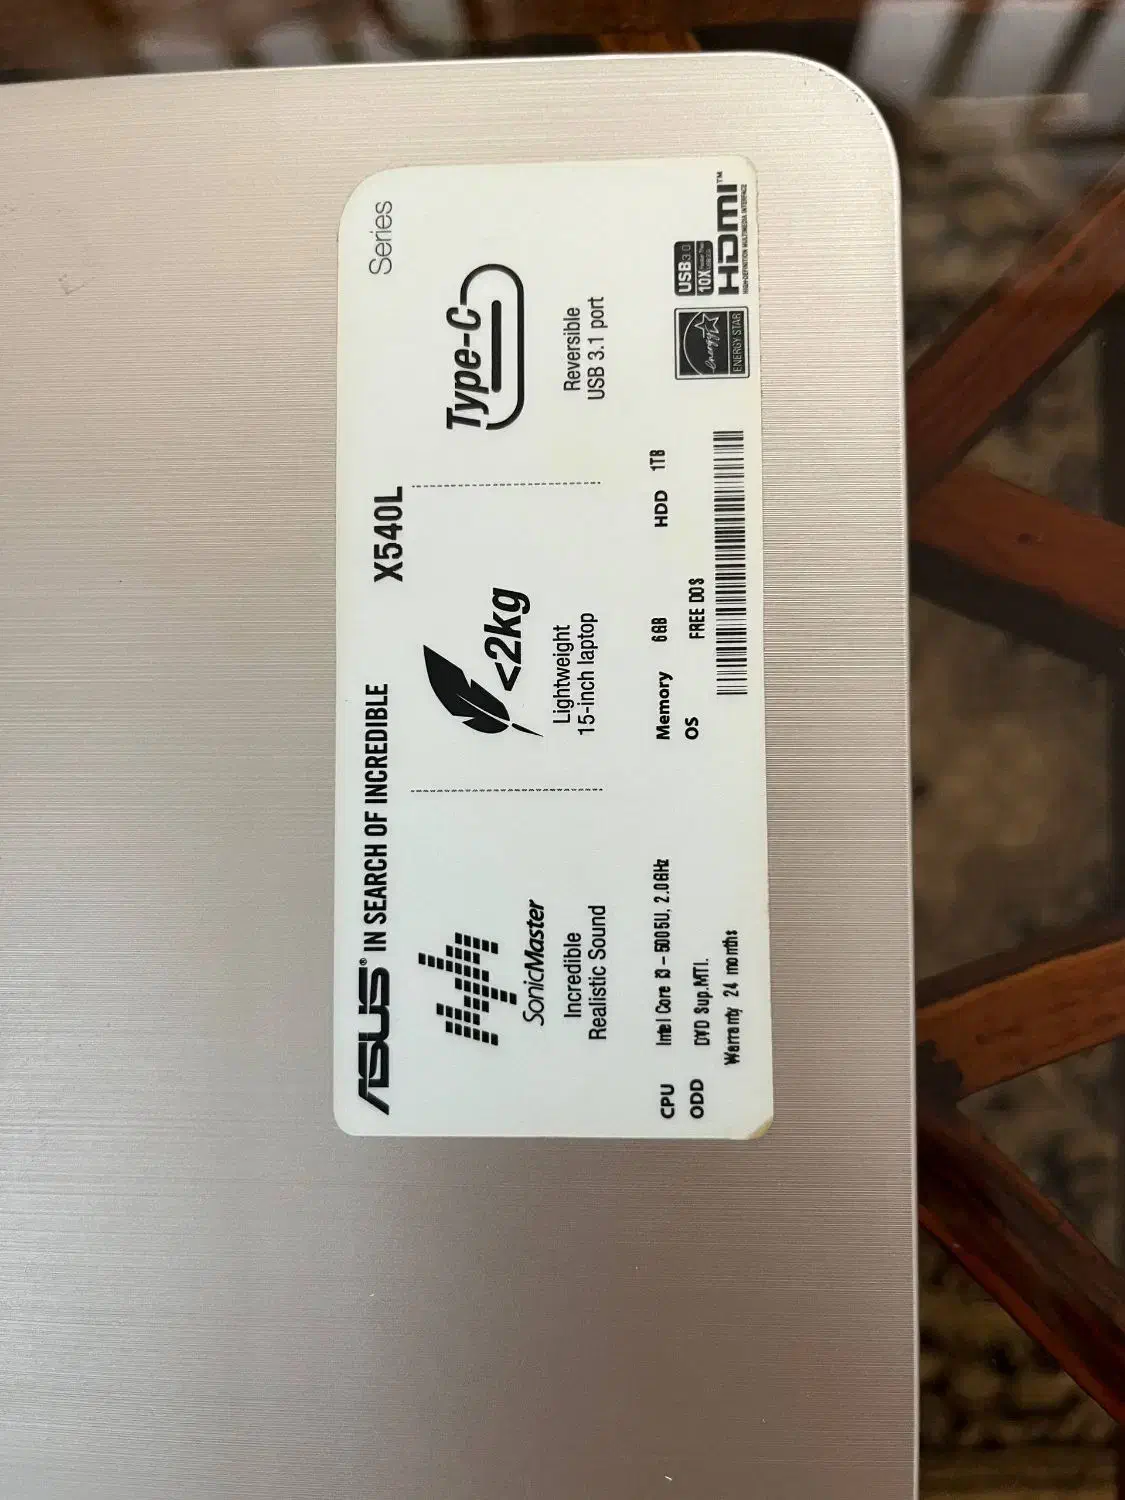 ASUS® IN SEARCH OF INCREDIBLE X540L Series
SonicMaster
Incredible
Realistic Sound
<2kg
Lightweight
15-inch laptop
Type-C
Reversible
USB 3.1 port
CPU Intel Core i3-5005U, 2.0GHz Memory 6GB HDD 1TB
ODD DVD Sup.MTI. OS FREE DOS
Warranty 24 months
energy
ENERGY STAR
USB 3.0
10X
HDMI™
HIGH-DEFINITION MULTIMEDIA INTERFACE